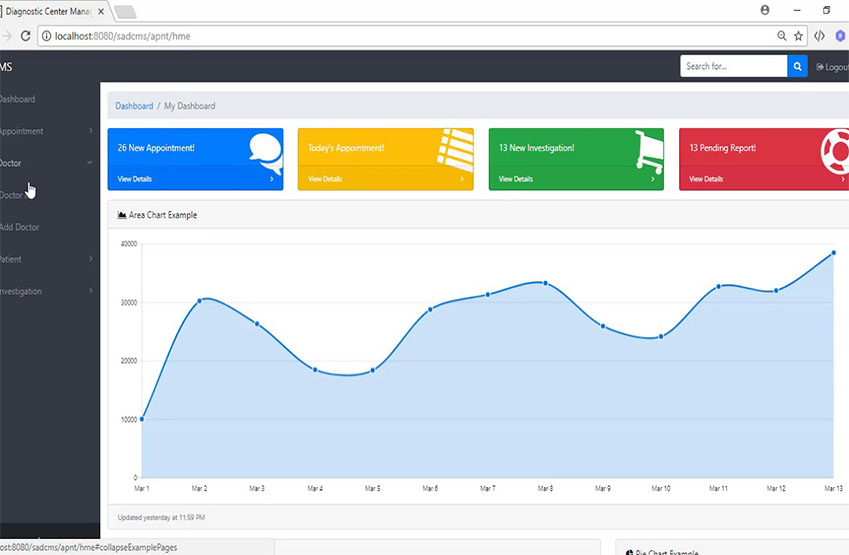 Diagnostic Center Mana
localhost:8080/sadcms/apnt/hme
MS
Search for...
Logout
Dashboard
Appointment
Doctor
Doctor
Add Doctor
Patient
Investigation
Dashboard / My Dashboard
26 New Appointment!
View Details
Today's Appointment!
View Details
13 New Investigation!
View Details
13 Pending Report!
View Details
Area Chart Example
40000
30000
20000
10000
0
Mar 1 Mar 2 Mar 3 Mar 4 Mar 5 Mar 6 Mar 7 Mar 8 Mar 9 Mar 10 Mar 11 Mar 12 Mar 13
Updated yesterday at 11:59 PM
ost:8080/sadcms/apnt/hme#collapseExamplePages
Pie Chart Example